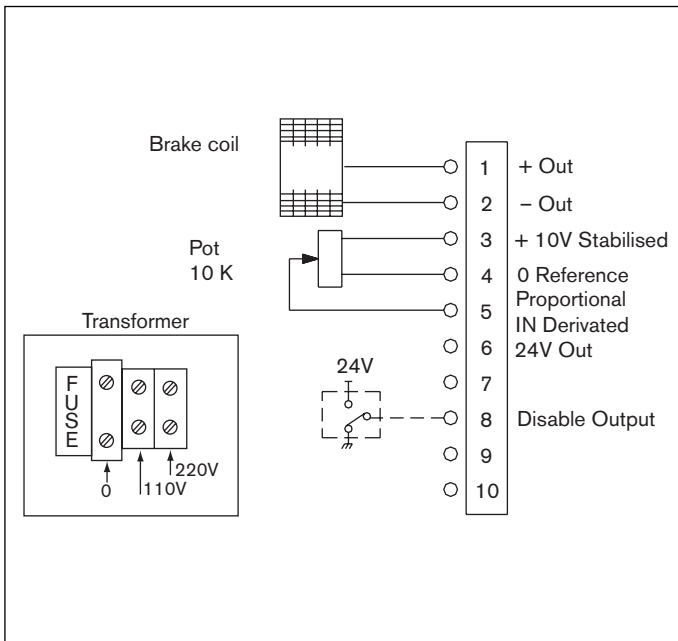 Brake coil
1 + Out
2 – Out
Pot
10 K
3 + 10V Stabilised
4 0 Reference
5 Proportional
IN Derivated
6 24V Out
7
8 Disable Output
9
10
24V
Transformer
FUSE
0
110V
220V